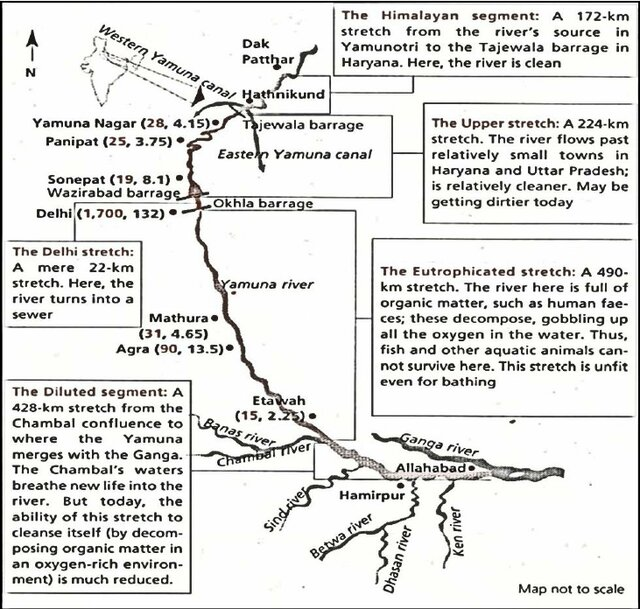 The Himalayan segment: A 172-km
stretch from the river's source in
Yamunotri to the Tajewala barrage in
Haryana. Here, the river is clean
Western Yamuna canal
N
Dak
Patthar
Hathnikund
Yamuna Nagar (28, 4.15)
Tajewala barrage
Panipat (25, 3.75)
Eastern Yamuna canal
The Upper stretch: A 224-km
stretch. The river flows past
relatively small towns in
Haryana and Uttar Pradesh;
is relatively cleaner. May be
getting dirtier today
Sonepat (19, 8.1)
Wazirabad barrage
Okhla barrage
Delhi (1,700, 132)
The Delhi stretch:
A mere 22-km
stretch. Here, the
river turns into a
sewer
Yamuna river
The Eutrophicated stretch: A 490-
km stretch. The river here is full of
organic matter, such as human fae-
ces; these decompose, gobbling up
all the oxygen in the water. Thus,
fish and other aquatic animals can-
not survive here. This stretch is unfit
even for bathing
Mathura
(31, 4.65)
Agra (90, 13.5)
The Diluted segment: A
428-km stretch from the
Chambal confluence to
where the Yamuna
merges with the Ganga.
The Chambal's waters
breathe new life into the
river. But today, the
ability of this stretch to
cleanse itself (by decom-
posing organic matter in
an oxygen-rich environ-
ment) is much reduced.
Etawah
(15, 2.25)
Banas river
Chambal river
Ganga river
Allahabad
Hamirpur
Sind river
Betwa river
Dhasan river
Ken river
Map not to scale